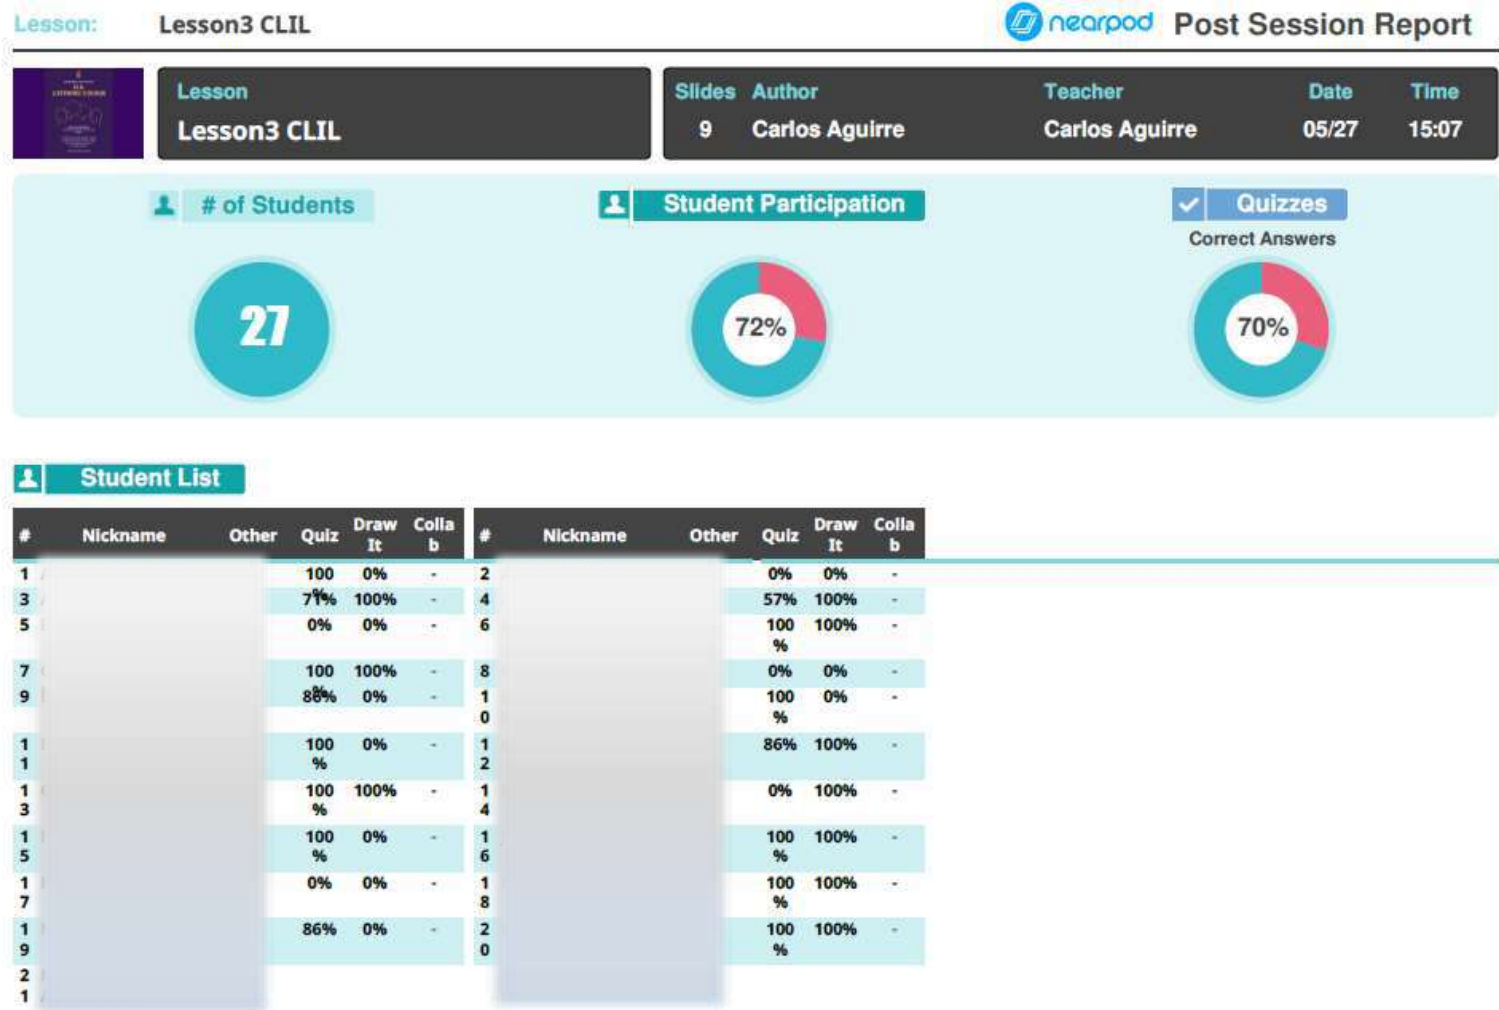 Lesson: Lesson3 CLIL nearpod Post Session Report
Lesson Slides Author Teacher Date Time
Lesson3 CLIL 9 Carlos Aguirre Carlos Aguirre 05/27 15:07
# of Students Student Participation Quizzes
Correct Answers
27 72% 70%
Student List
# Nickname Other Quiz Draw It Collab # Nickname Other Quiz Draw It Collab
1 100% 0% - 2 0% 0% -
3 71% 100% - 4 57% 100% -
5 0% 0% - 6 100% 100% -
7 100% 100% - 8 0% 0% -
9 86% 0% - 10 100% 0% -
11 100% 0% - 12 86% 100% -
13 100% 100% - 14 0% 100% -
15 100% 0% - 16 100% 100% -
17 0% 0% - 18 100% 100% -
19 86% 0% - 20 100% 100% -
21